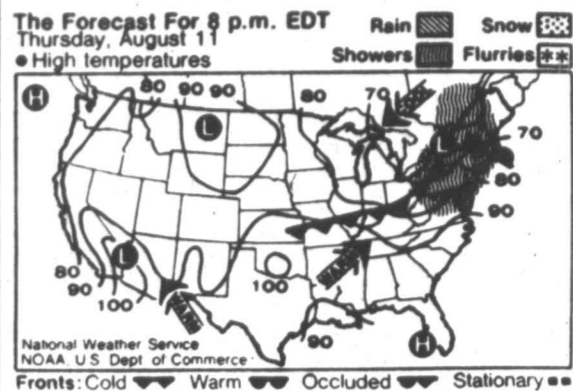 The Forecast For 8 p.m. EDT
Thursday, August 11
● High temperatures
Rain Snow
Showers Flurries
H 80 90 90 80 70
L L 70
80
90
80 L
90
100 100 WARM
WARM
90 H
National Weather Service
NOAA, U.S. Dept of Commerce
Fronts: Cold Warm Occluded Stationary